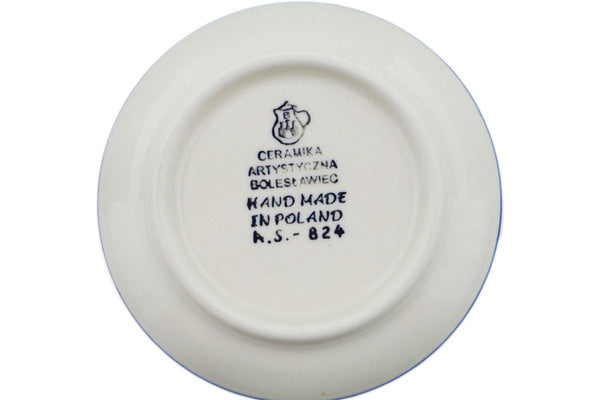 B
CERAMIKA
ARTYSTYCZNA
BOLESŁAWIEC
HAND MADE
IN POLAND
A.S.- 824